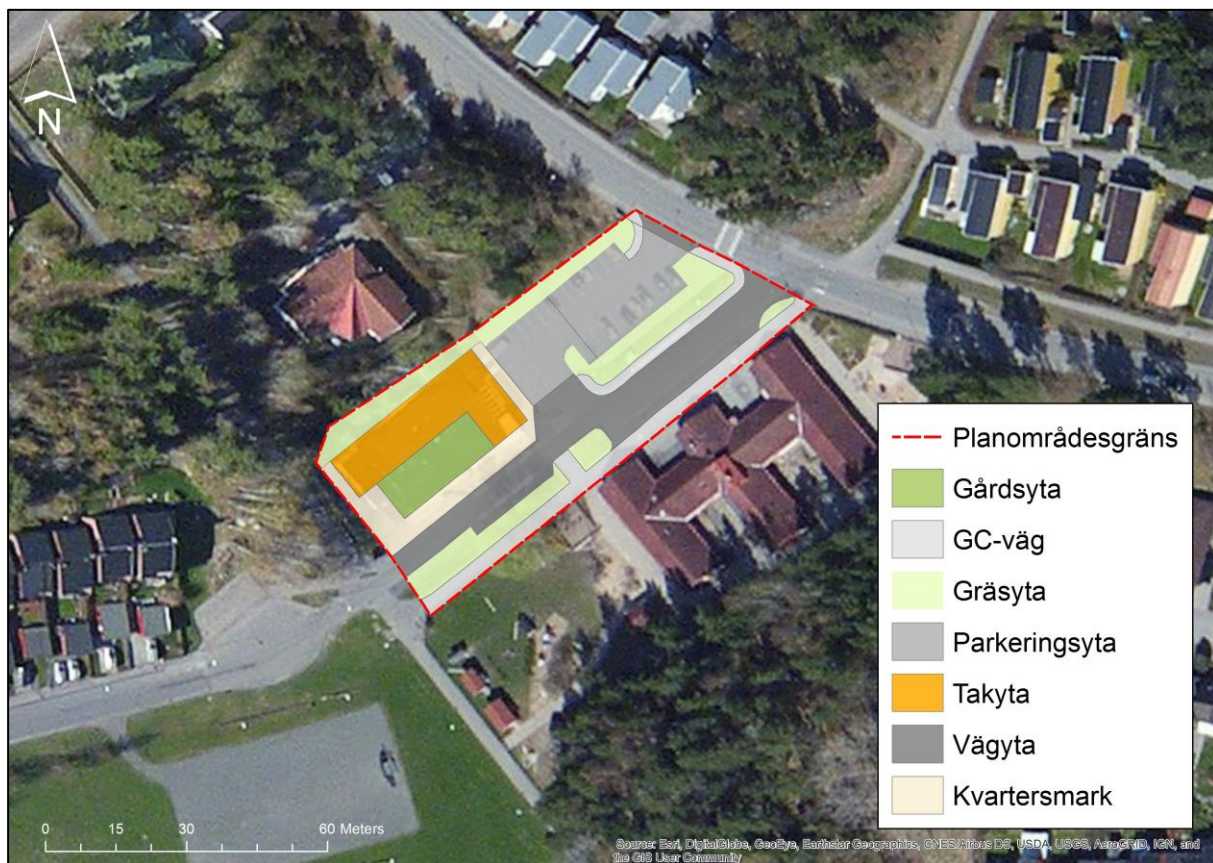 N
Planområdesgräns
Gårdsyta
GC-väg
Gräsyta
Parkeringsyta
Takyta
Vägyta
Kvartersmark
0 15 30 60 Meters
Source: Esri, DigitalGlobe, GeoEye, Earthstar Geographics, CNES/Airbus DS, USDA, USGS, AeroGRID, IGN, and
the GIS User Community